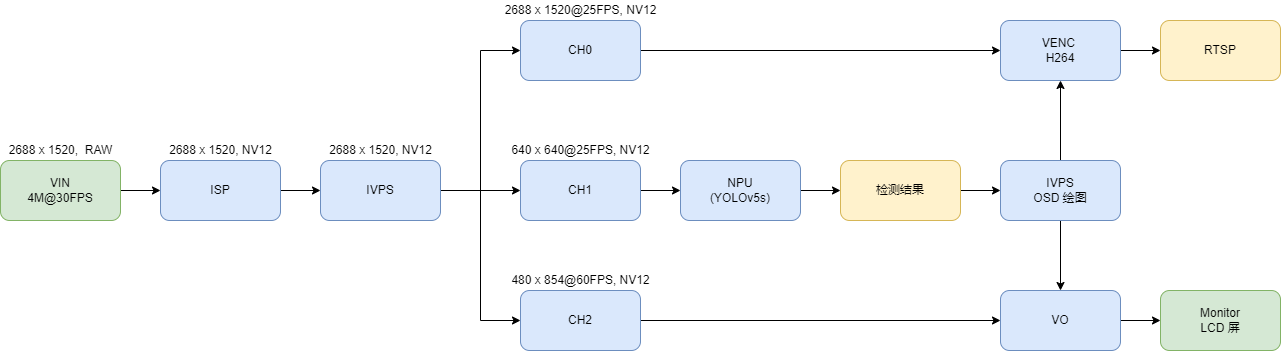 2688 x 1520@25FPS, NV12
CH0
VENC
H264
RTSP
2688 x 1520, RAW
VIN
4M@30FPS
2688 x 1520, NV12
ISP
2688 x 1520, NV12
IVPS
640 x 640@25FPS, NV12
CH1
NPU
(YOLOv5s)
检测结果
IVPS
OSD 绘图
480 x 854@60FPS, NV12
CH2
VO
Monitor
LCD 屏